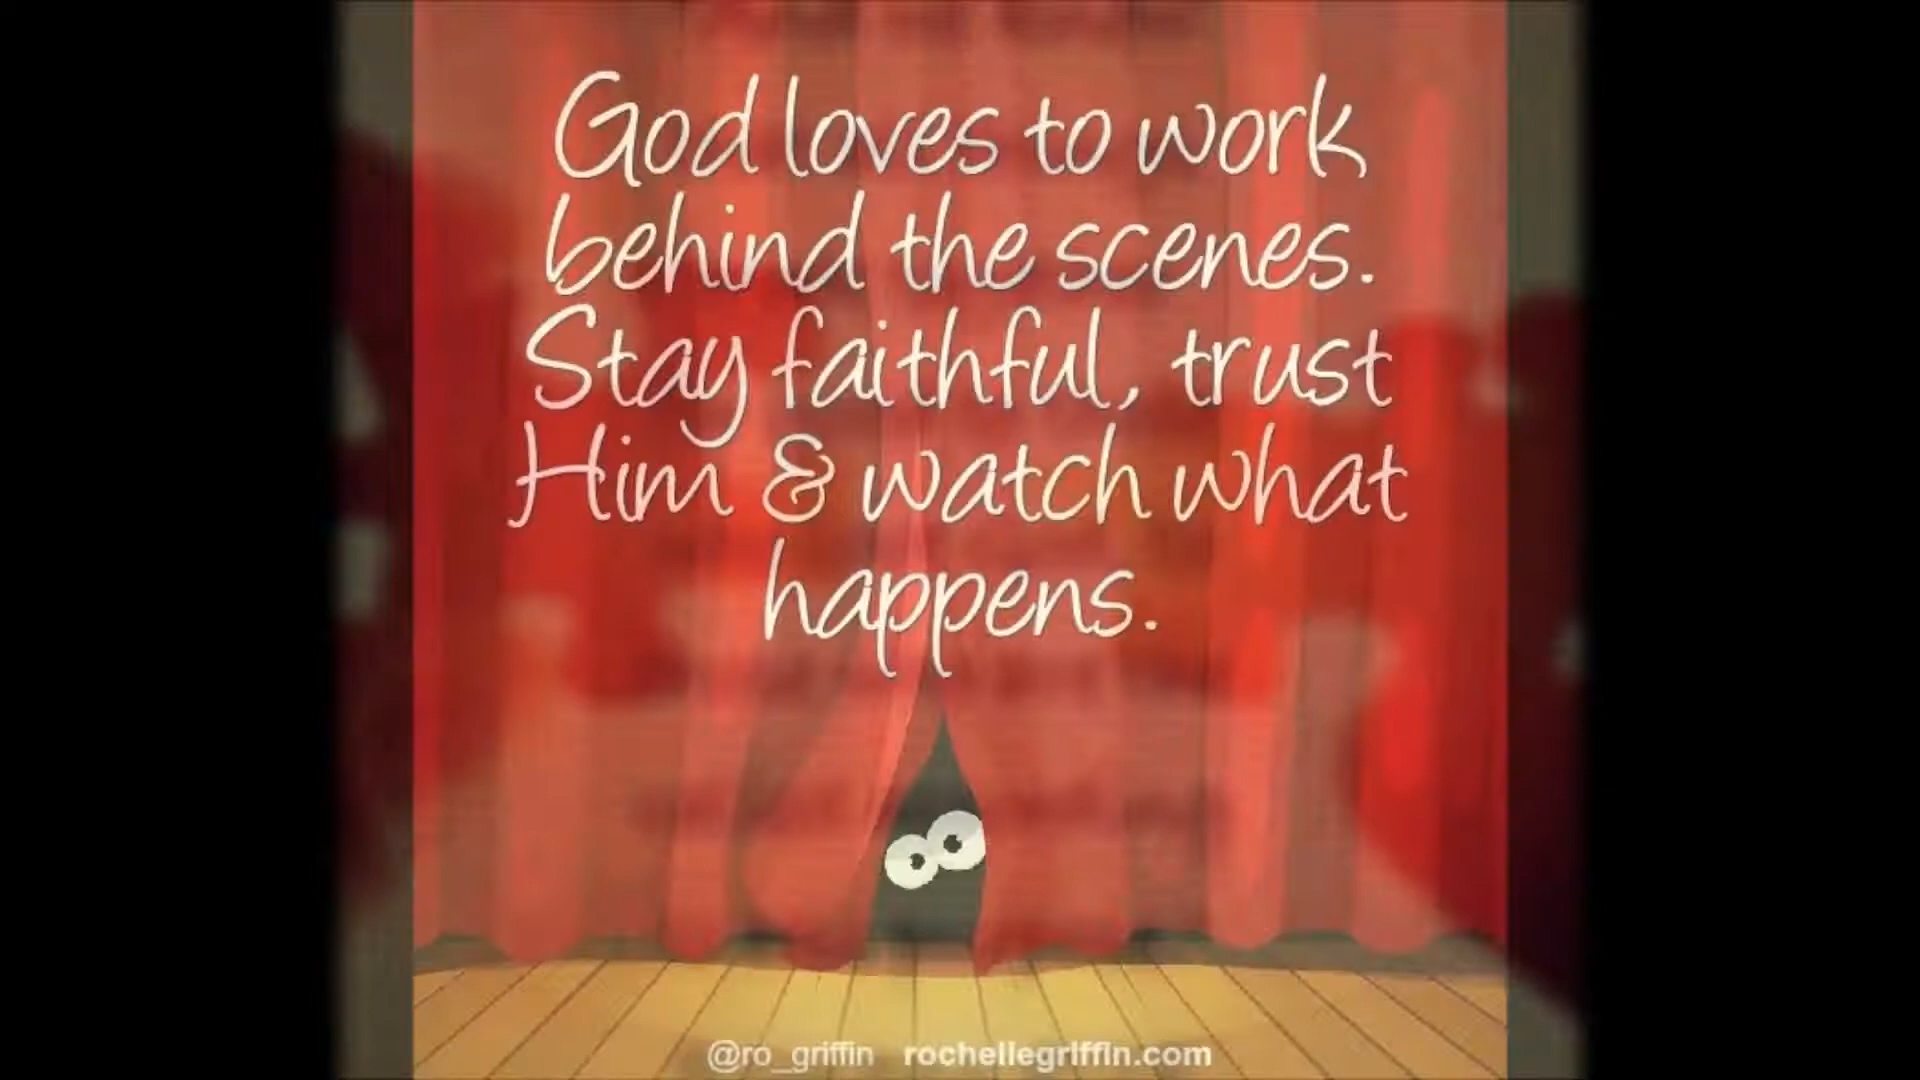 God loves to work
behind the scenes.
Stay faithful, trust
Him & watch what
happens.
@ro_griffin rochellegriffin.com